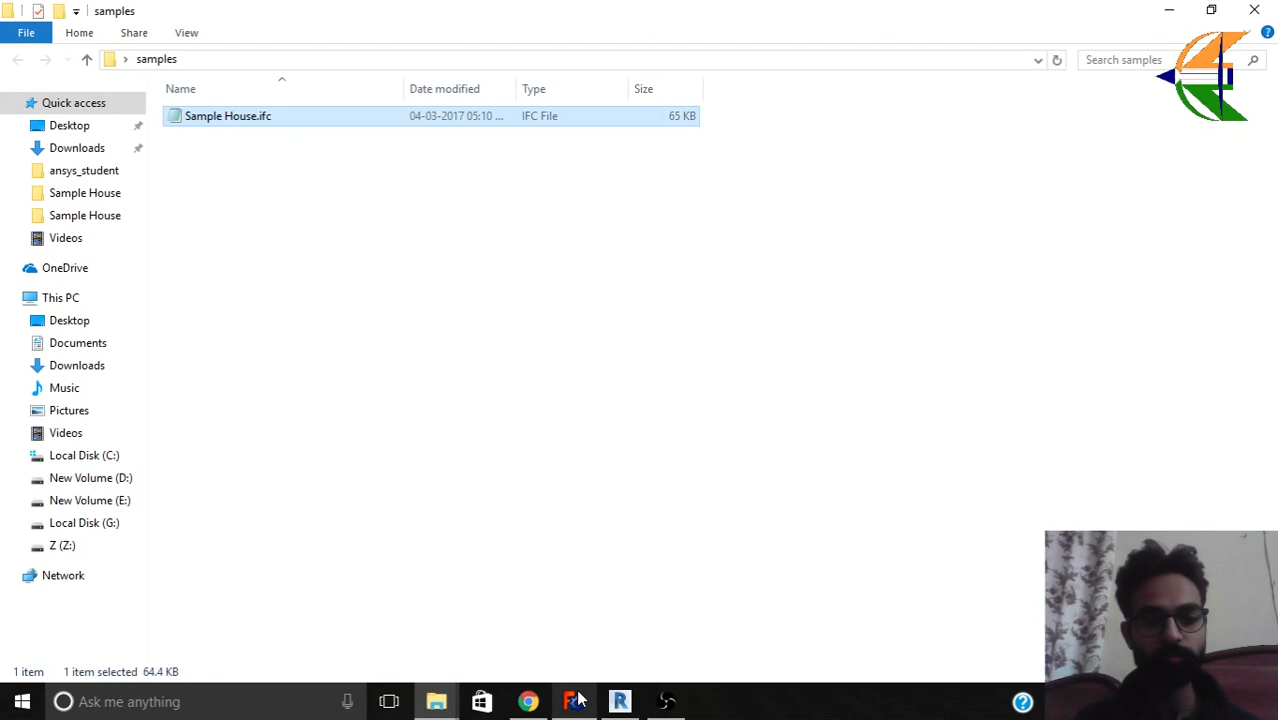 samples
File Home Share View
samples
Search samples
Name Date modified Type Size
Sample House.ifc 04-03-2017 05:10 ... IFC File 65 KB
Quick access
Desktop
Downloads
ansys_student
Sample House
Sample House
Videos
OneDrive
This PC
Desktop
Documents
Downloads
Music
Pictures
Videos
Local Disk (C:)
New Volume (D:)
New Volume (E:)
Local Disk (G:)
Z (Z:)
Network
1 item 1 item selected 64.4 KB
Ask me anything